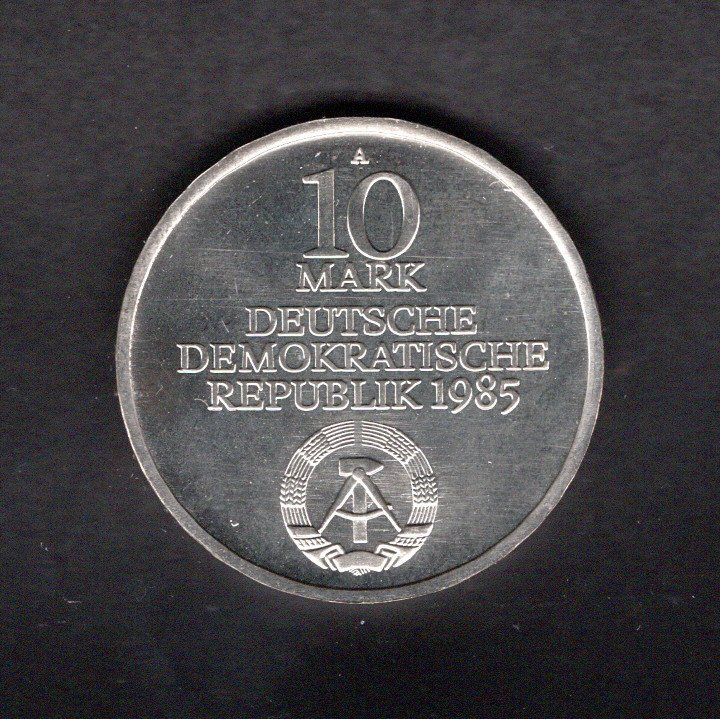 A
10
MARK
DEUTSCHE
DEMOKRATISCHE
REPUBLIK 1985